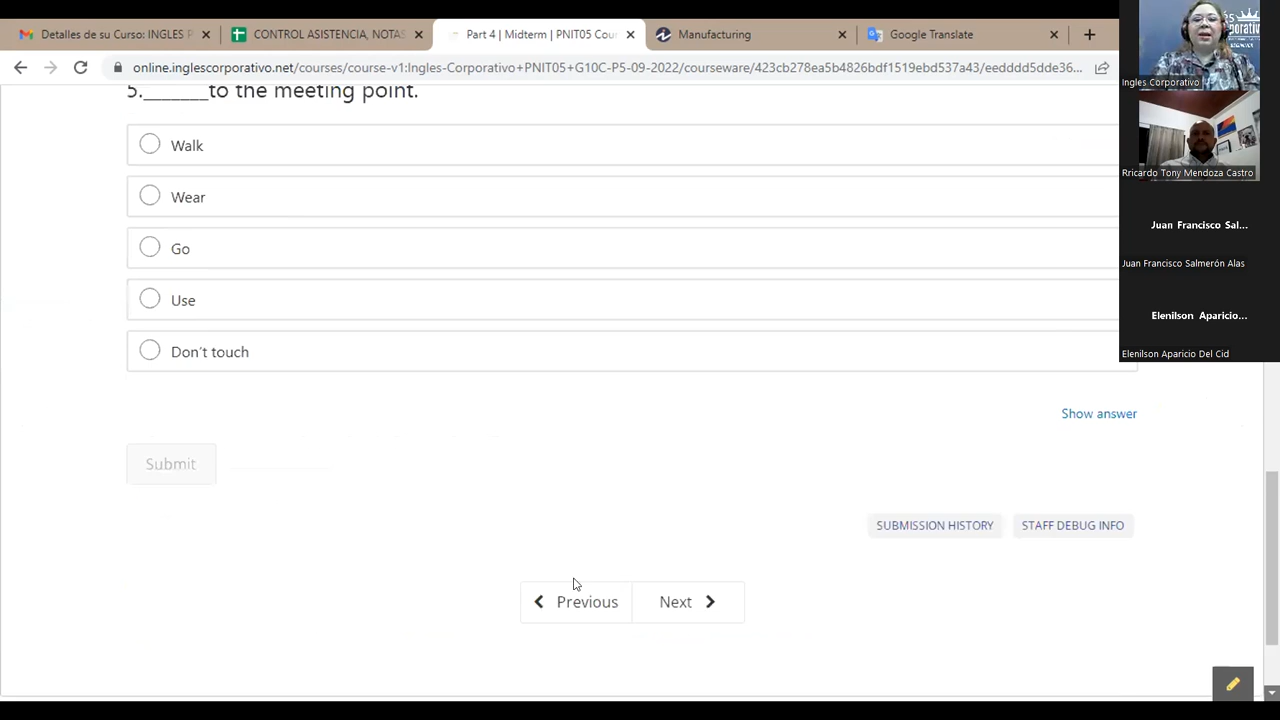 Detalles de su Curso: INGLES P
CONTROL ASISTENCIA, NOTAS
Part 4 | Midterm | PNIT05 Cour
Manufacturing
Google Translate
online.inglescorporativo.net/courses/course-v1:Ingles-Corporativo+PNIT05+G10C-P5-09-2022/courseware/423cb278ea5b4826bdf1519ebd537a43/eedddd5dde36...
5._______to the meeting point.
Walk
Wear
Go
Use
Don't touch
Show answer
Submit
SUBMISSION HISTORY
STAFF DEBUG INFO
Previous
Next
Ingles Corporativo
Rricardo Tony Mendoza Castro
Juan Francisco Sal...
Juan Francisco Salmerón Alas
Elenilson Aparicio...
Elenilson Aparicio Del Cid